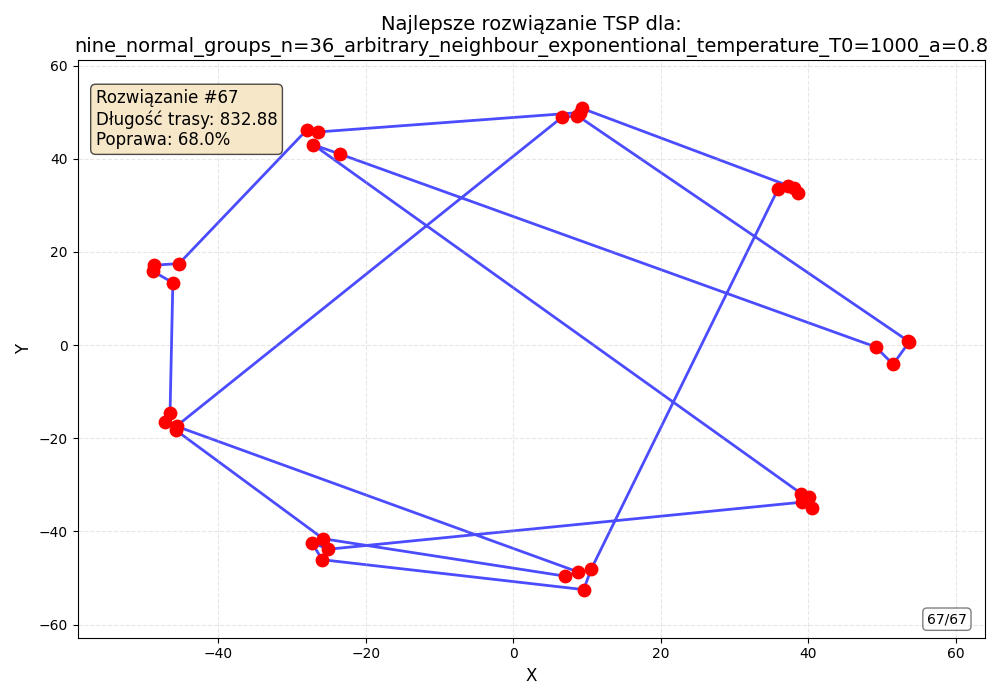 Najlepsze rozwiązanie TSP dla:
nine_normal_groups_n=36_arbitrary_neighbour_exponential_temperature_T0=1000_a=0.8
Rozwiązanie #67
Długość trasy: 832.88
Poprawa: 68.0%
60
40
20
0
−20
−40
−60
Y
67/67
−40
−20
0
20
40
60
X